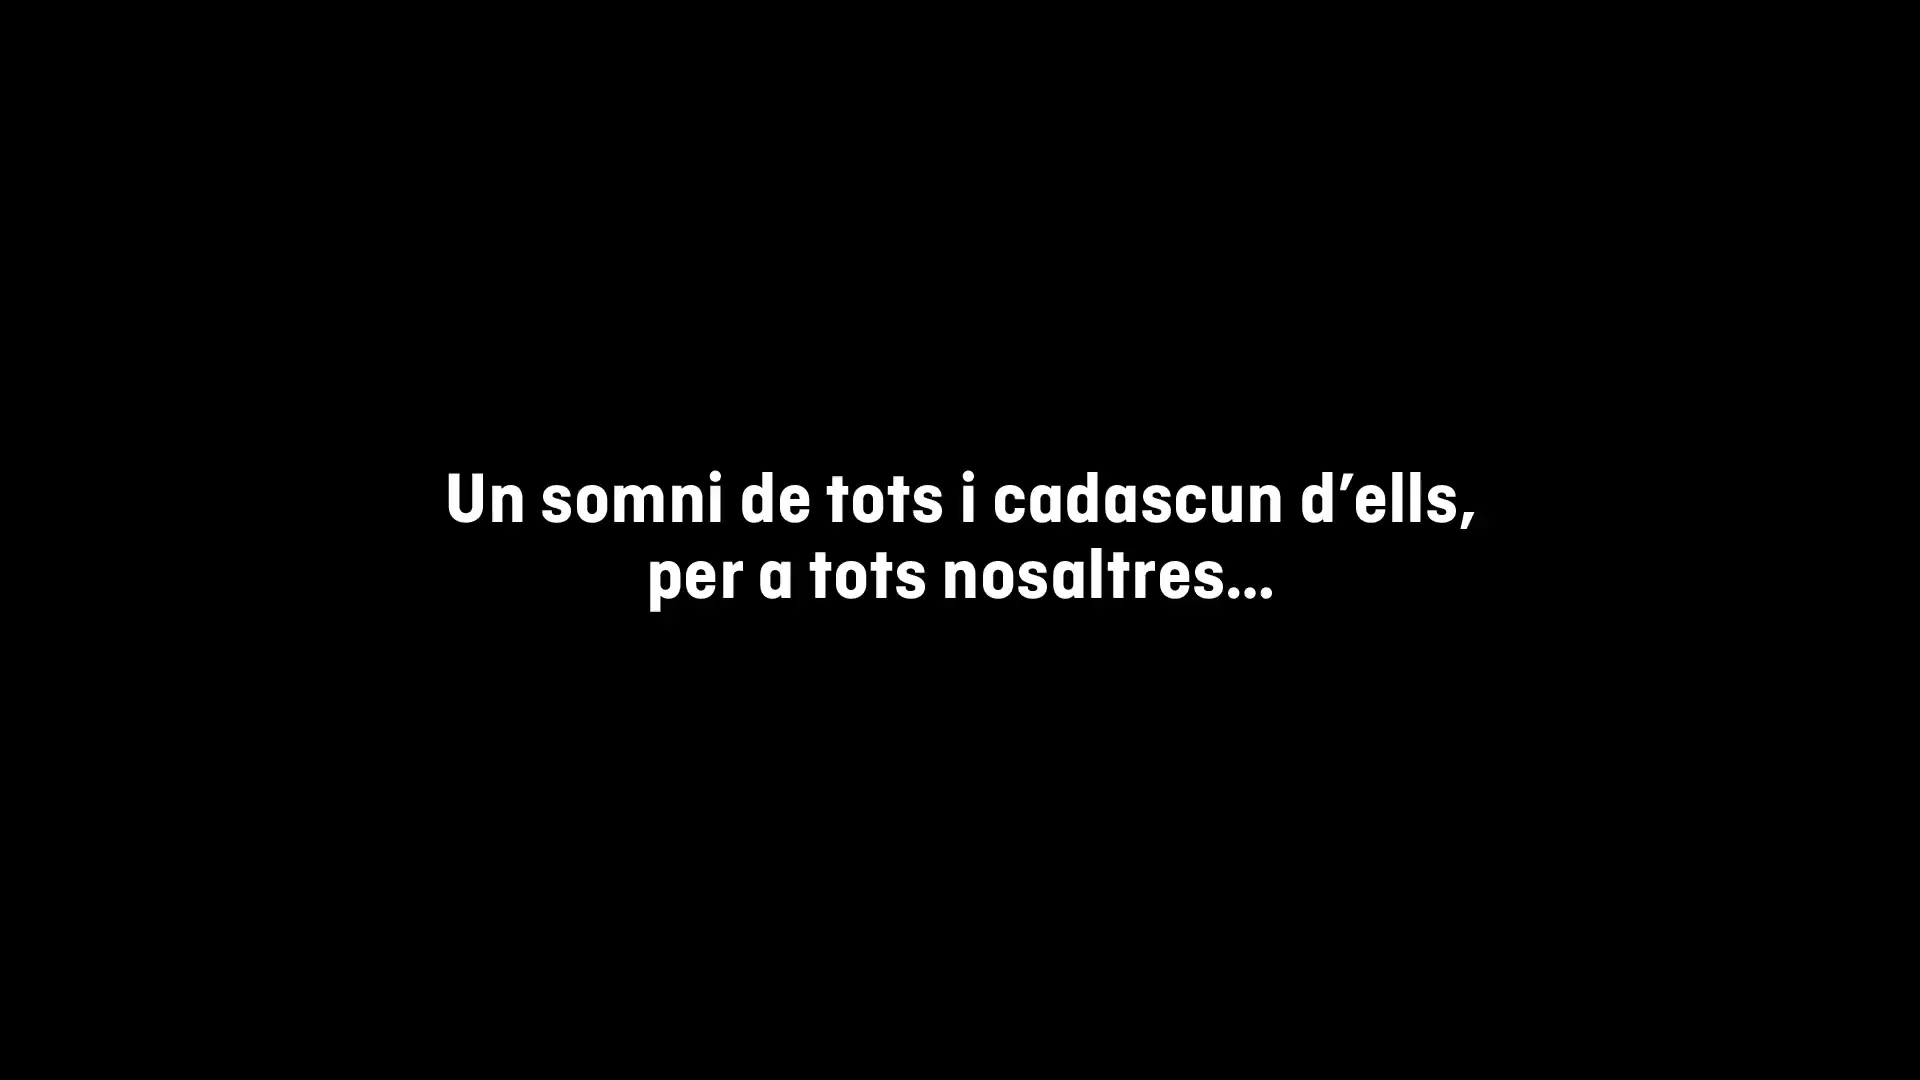 Un somni de tots i cadascun d’ells,
per a tots nosaltres...